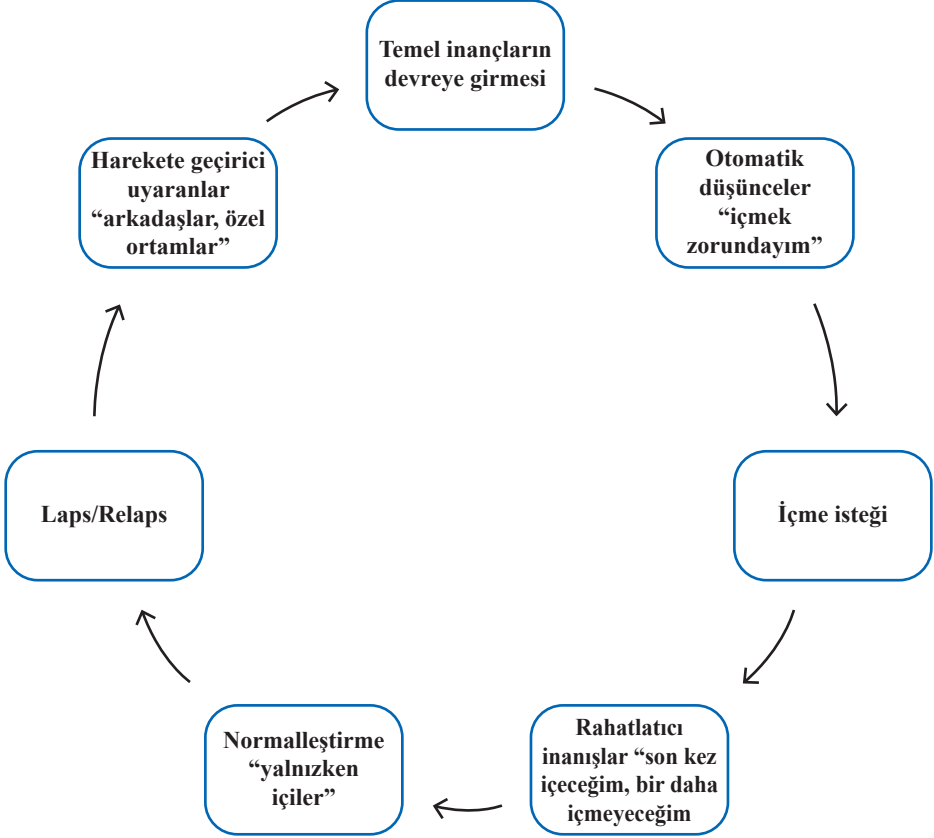 Temel inançların
devreye girmesi
Otomatik
düşünceler
“içmek
zorundayım”
İçme isteği
Rahatlatıcı
inanışlar “son kez
içeceğim, bir daha
içmeyeceğim
Normalleştirme
“yalnızken
içiler”
Laps/Relaps
Harekete geçirici
uyaranlar
“arkadaşlar, özel
ortamlar”